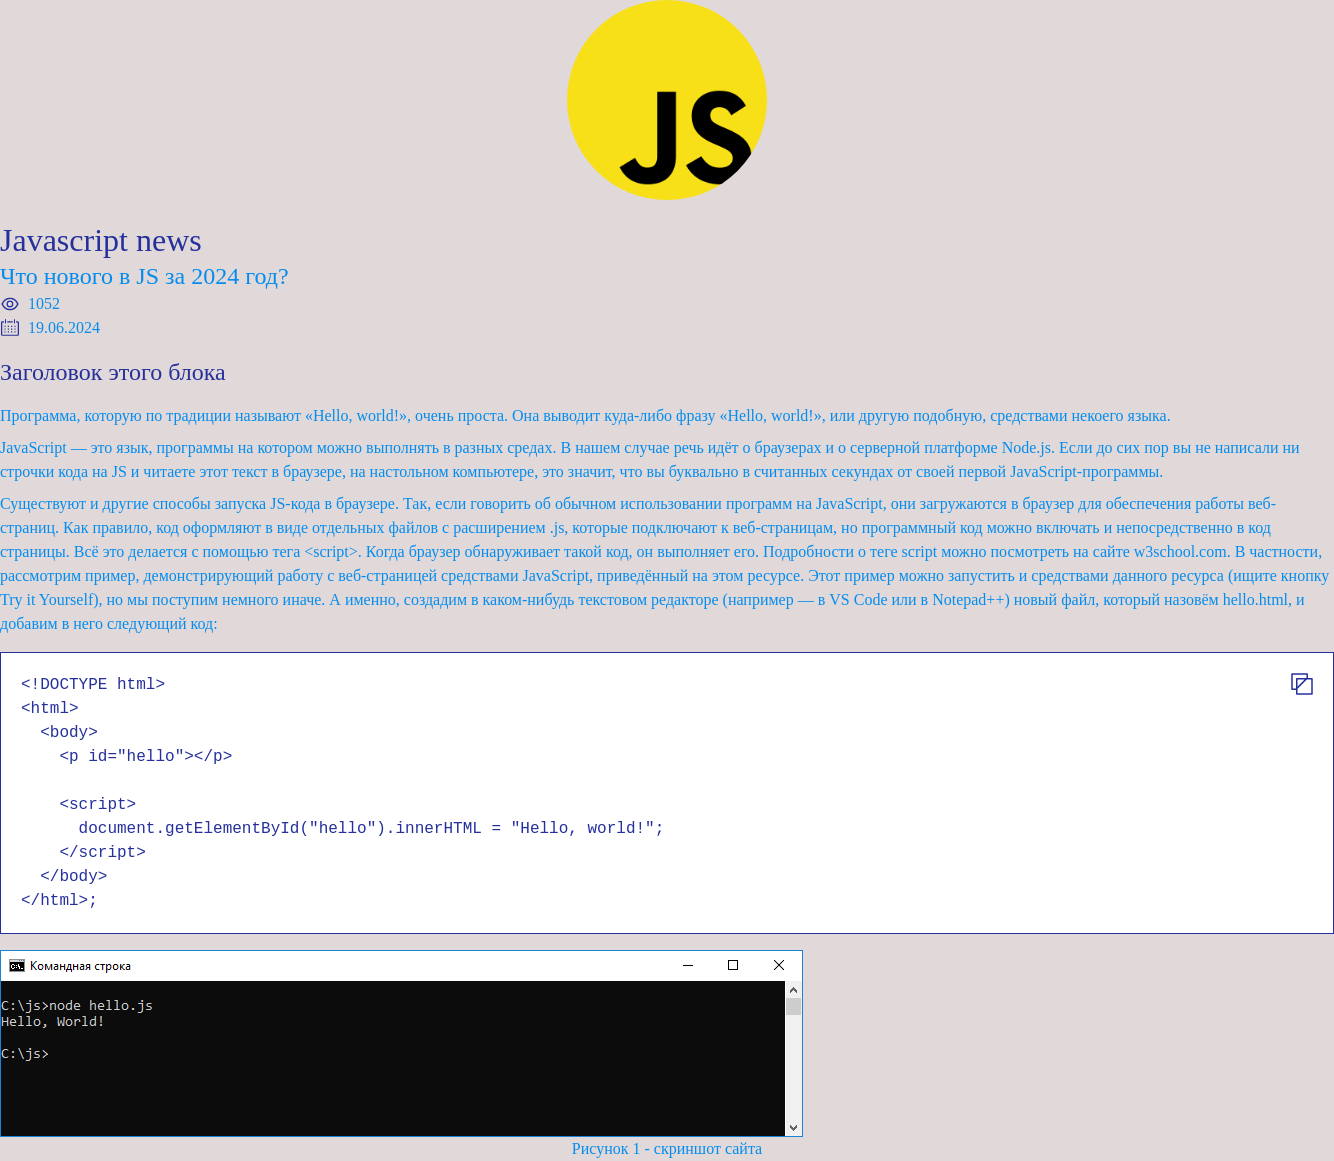 JS
Javascript news
Что нового в JS за 2024 год?
1052
19.06.2024
Заголовок этого блока
Программа, которую по традиции называют «Hello, world!», очень проста. Она выводит куда-либо фразу «Hello, world!», или другую подобную, средствами некоего языка.
JavaScript — это язык, программы на котором можно выполнять в разных средах. В нашем случае речь идёт о браузерах и о серверной платформе Node.js. Если до сих пор вы не написали ни
строчки кода на JS и читаете этот текст в браузере, на настольном компьютере, это значит, что вы буквально в считанных секундах от своей первой JavaScript-программы.
Существуют и другие способы запуска JS-кода в браузере. Так, если говорить об обычном использовании программ на JavaScript, они загружаются в браузер для обеспечения работы веб-
страниц. Как правило, код оформляют в виде отдельных файлов с расширением .js, которые подключают к веб-страницам, но программный код можно включать и непосредственно в код
страницы. Всё это делается с помощью тега <script>. Когда браузер обнаруживает такой код, он выполняет его. Подробности о теге script можно посмотреть на сайте w3school.com. В частности,
рассмотрим пример, демонстрирующий работу с веб-страницей средствами JavaScript, приведённый на этом ресурсе. Этот пример можно запустить и средствами данного ресурса (ищите кнопку
Try it Yourself), но мы поступим немного иначе. А именно, создадим в каком-нибудь текстовом редакторе (например — в VS Code или в Notepad++) новый файл, который назовём hello.html, и
добавим в него следующий код:
<!DOCTYPE html>
<html>
  <body>
    <p id="hello"></p>
    <script>
      document.getElementById("hello").innerHTML = "Hello, world!";
    </script>
  </body>
</html>;
Командная строка
C:\js>node hello.js
Hello, World!
C:\js>
Рисунок 1 - скриншот сайта